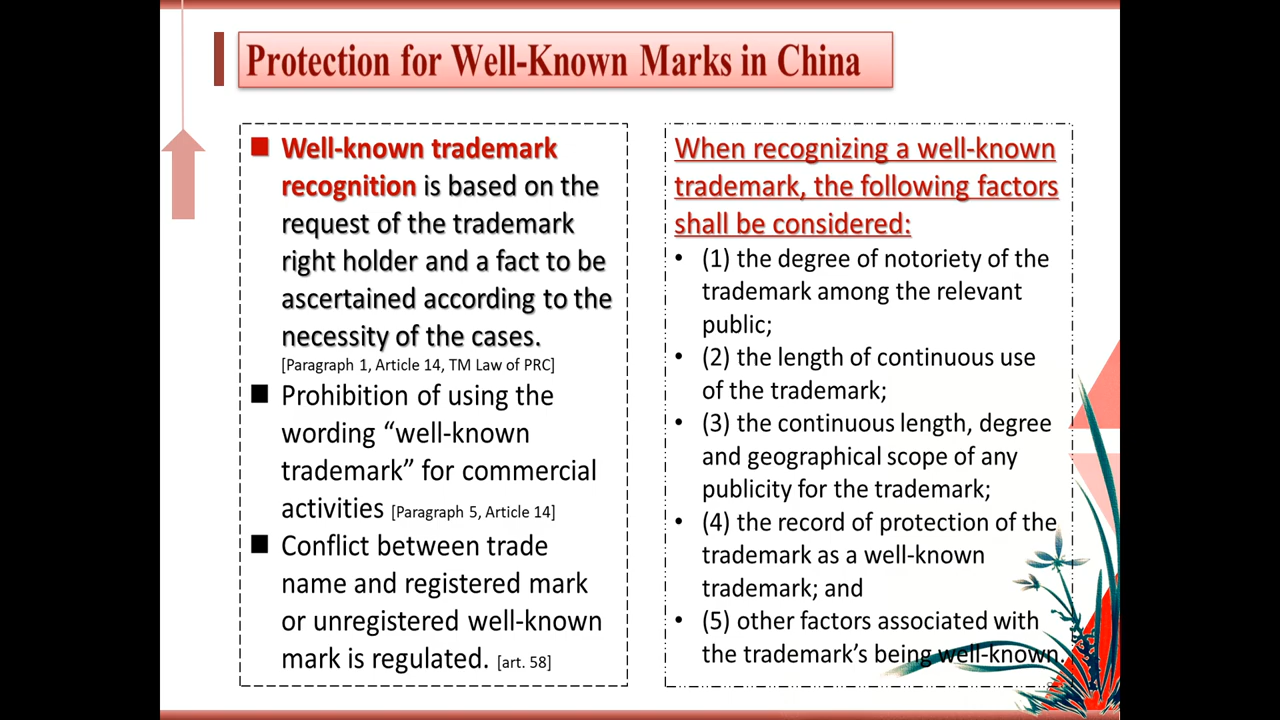 Protection for Well-Known Marks in China
Well-known trademark
recognition is based on the
request of the trademark
right holder and a fact to be
ascertained according to the
necessity of the cases.
[Paragraph 1, Article 14, TM Law of PRC]
Prohibition of using the
wording “well-known
trademark” for commercial
activities [Paragraph 5, Article 14]
Conflict between trade
name and registered mark
or unregistered well-known
mark is regulated. [art. 58]
When recognizing a well-known
trademark, the following factors
shall be considered:
• (1) the degree of notoriety of the
trademark among the relevant
public;
• (2) the length of continuous use
of the trademark;
• (3) the continuous length, degree
and geographical scope of any
publicity for the trademark;
• (4) the record of protection of the
trademark as a well-known
trademark; and
• (5) other factors associated with
the trademark’s being well-known.